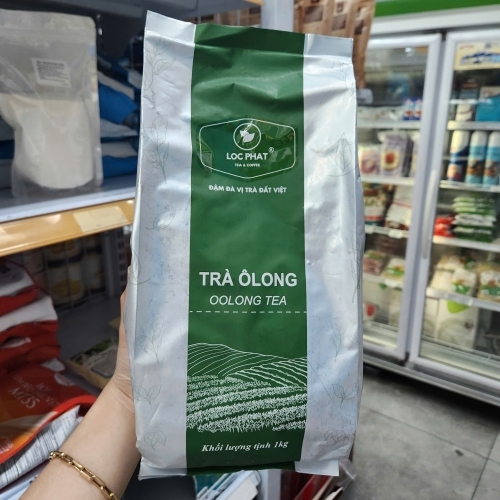 LOC PHAT®
TEA & COFFEE
ĐẬM ĐÀ VỊ TRÀ ĐẤT VIỆT
TRÀ ÔLONG
OOLONG TEA
Khối lượng tịnh 1kg